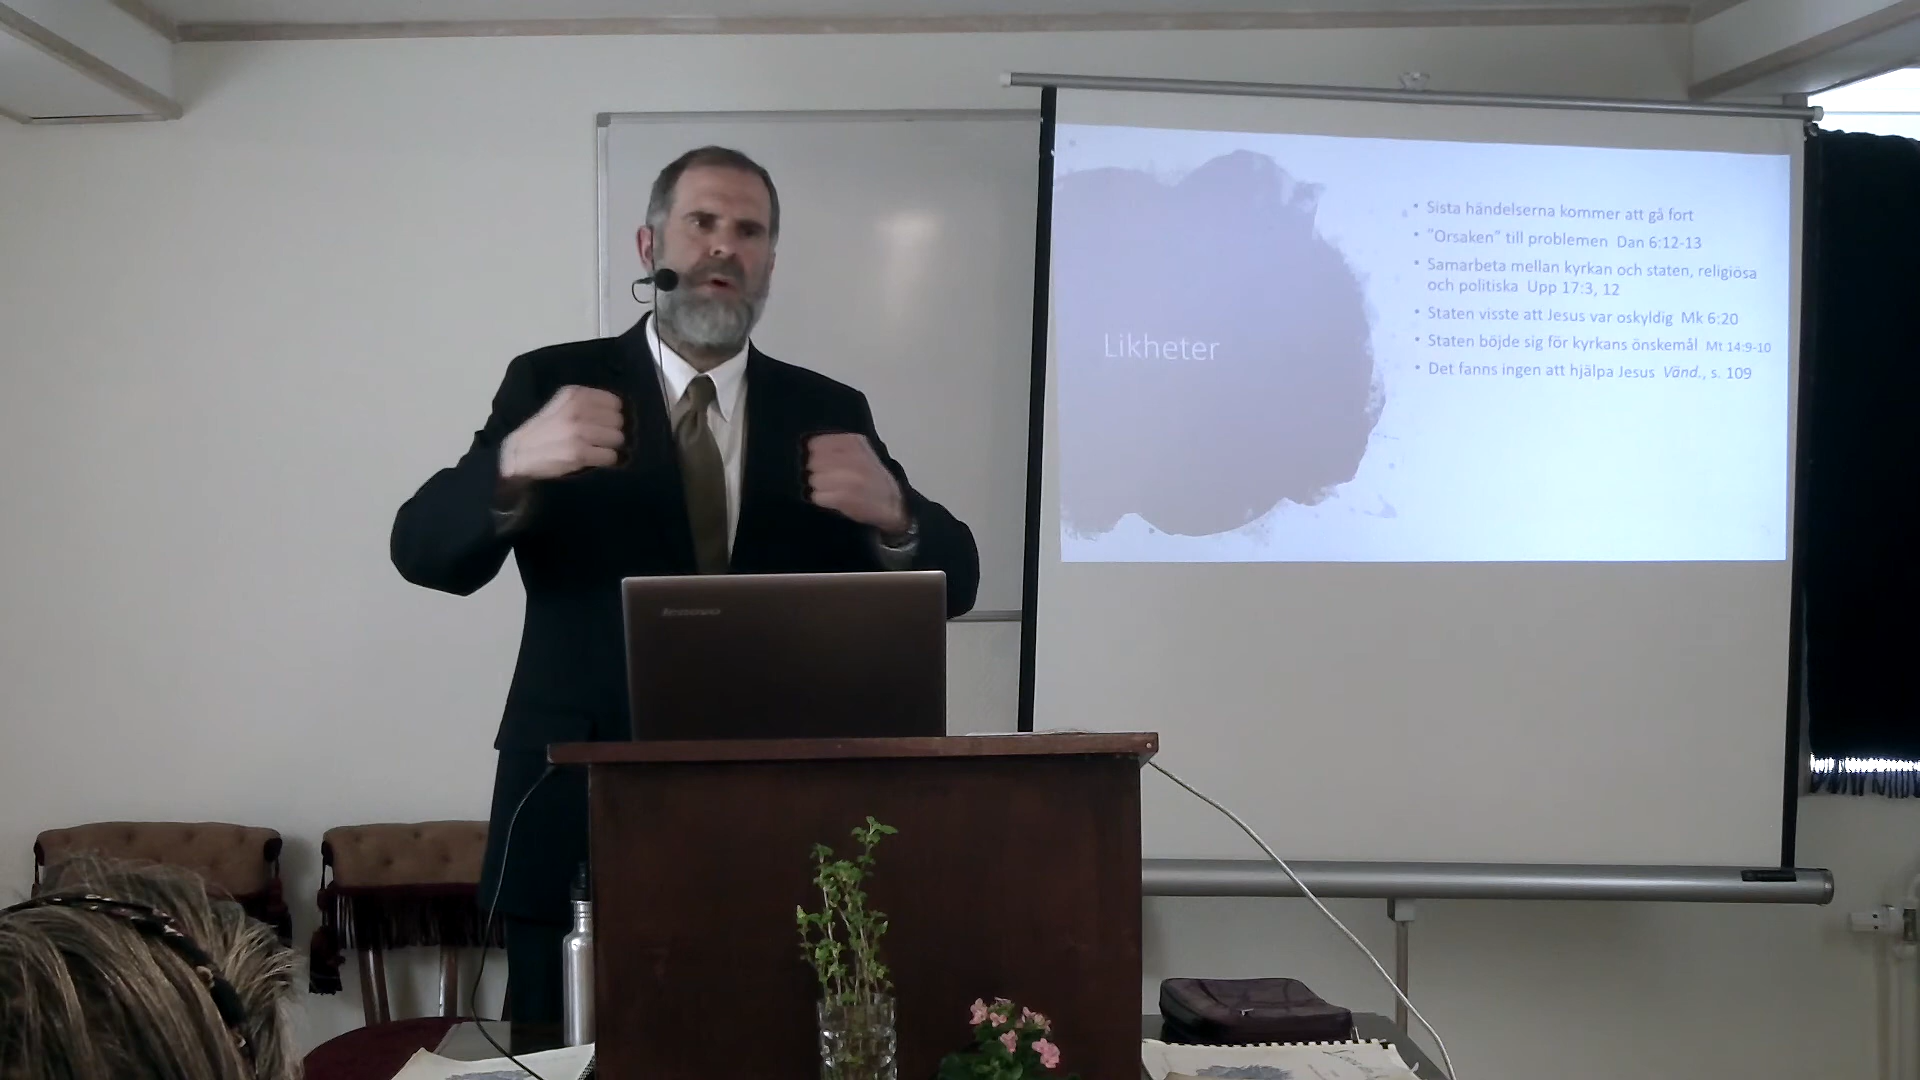 Likheter
• Sista händelserna kommer att gå fort
• "Orsaken" till problemen Dan 6:12-13
• Samarbeta mellan kyrkan och staten, religiösa
och politiska Upp 17:3, 12
• Staten visste att Jesus var oskyldig Mk 6:20
• Staten böjde sig för kyrkans önskemål Mt 14:9-10
• Det fanns ingen att hjälpa Jesus Vänd., s. 109
lenovo